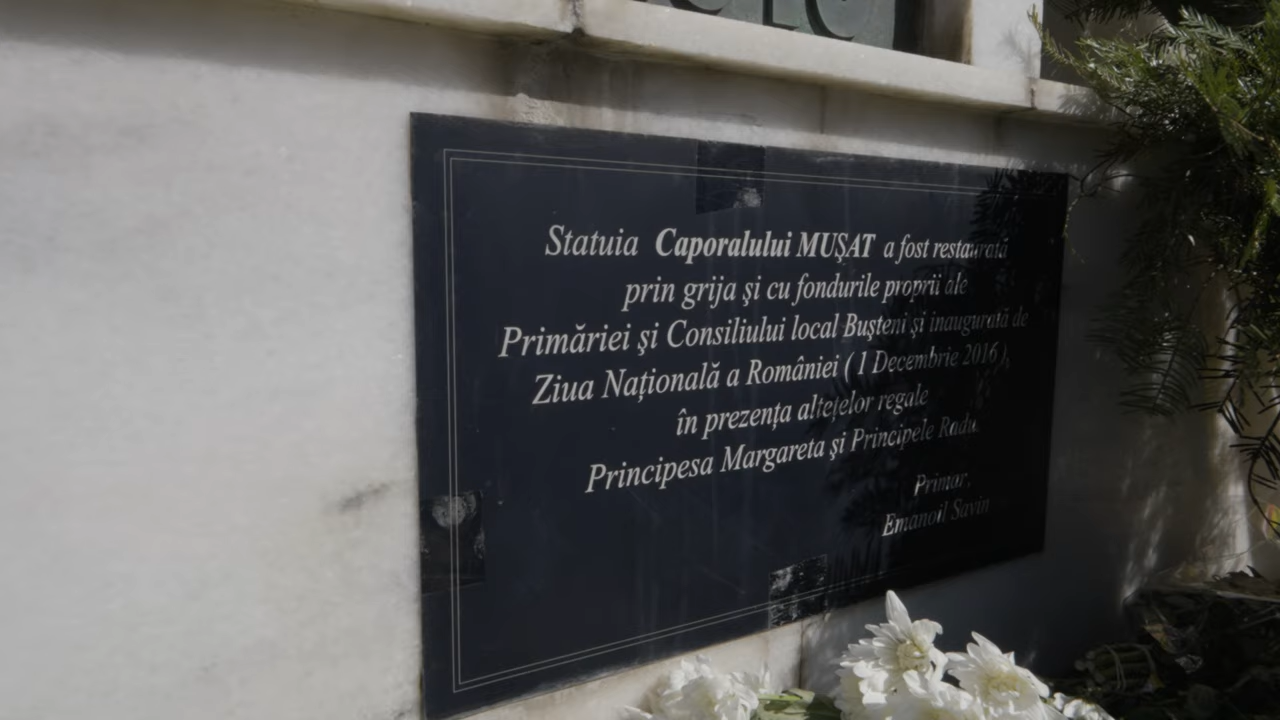 Statuia Caporalului MUŞAT a fost restaurată
prin grija şi cu fondurile proprii ale
Primăriei şi Consiliului local Buşteni şi inaugurată de
Ziua Naţională a României ( 1 Decembrie 2016 ),
în prezenţa alteţelor regale
Principesa Margareta şi Principele Radu.
Primar,
Emanoil Savin